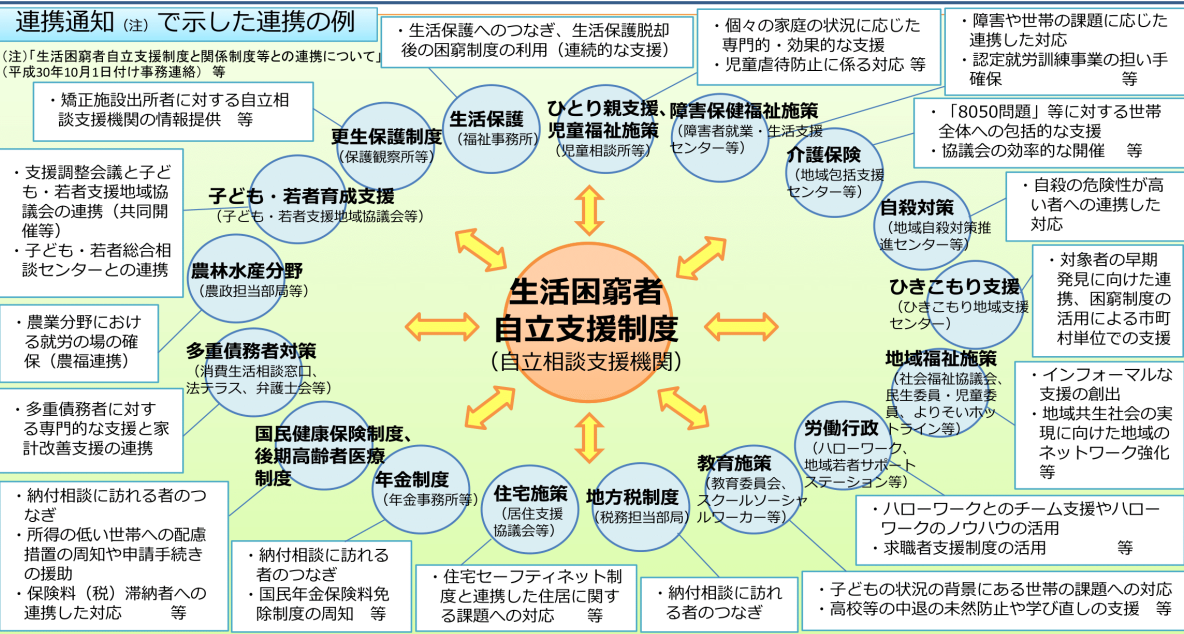 連携通知（注）で示した連携の例
（注）「生活困窮者自立支援制度と関係制度等との連携について」
（平成30年10月1日付け事務連絡） 等
・生活保護へのつなぎ、生活保護脱却
後の困窮制度の利用（連続的な支援）
・個々の家庭の状況に応じた
専門的・効果的な支援
・児童虐待防止に係る対応 等
・障害や世帯の課題に応じた
連携した対応
・認定就労訓練事業の担い手
確保 等
・矯正施設出所者に対する自立相
談支援機関の情報提供 等
更生保護制度
（保護観察所等）
生活保護
（福祉事務所）
ひとり親支援、
児童福祉施策
（児童相談所等）
障害保健福祉施策
（障害者就業・生活支援
センター等）
・「8050問題」等に対する世帯
全体への包括的な支援
・協議会の効率的な開催 等
介護保険
（地域包括支援
センター等）
・支援調整会議と子ど
も・若者支援地域協
議会の連携（共同開
催等）
・子ども・若者総合相
談センターとの連携
子ども・若者育成支援
（子ども・若者支援地域協議会等）
自殺対策
（地域自殺対策推
進センター等）
・自殺の危険性が高
い者への連携した
対応
農林水産分野
（農政担当部局等）
ひきこもり支援
（ひきこもり地域支援
センター）
・対象者の早期
発見に向けた連
携、困窮制度の
活用による市町
村単位での支援
生活困窮者
自立支援制度
（自立相談支援機関）
・農業分野におけ
る就労の場の確
保（農福連携）
多重債務者対策
（消費生活相談窓口、
法テラス、弁護士会等）
地域福祉施策
（社会福祉協議会、
民生委員・児童委
員、よりそいホッ
トライン等）
・インフォーマルな
支援の創出
・地域共生社会の実
現に向けた地域の
ネットワーク強化
等
・多重債務者に対す
る専門的な支援と家
計改善支援の連携
国民健康保険制度、
後期高齢者医療
制度
年金制度
（年金事務所等）
住宅施策
（居住支援
協議会等）
地方税制度
（税務担当部局）
教育施策
（教育委員会、
スクールソーシャ
ルワーカー等）
労働行政
（ハローワーク、
地域若者サポート
ステーション等）
・納付相談に訪れる者のつ
なぎ
・所得の低い世帯への配慮
措置の周知や申請手続き
の援助
・保険料（税）滞納者への
連携した対応 等
・納付相談に訪れる
者のつなぎ
・国民年金保険料免
除制度の周知 等
・住宅セーフティネット制
度と連携した住居に関す
る課題への対応 等
・納付相談に訪れ
る者のつなぎ
・ハローワークとのチーム支援やハロー
ワークのノウハウの活用
・求職者支援制度の活用 等
・子どもの状況の背景にある世帯の課題への対応
・高校等の中退の未然防止や学び直しの支援 等